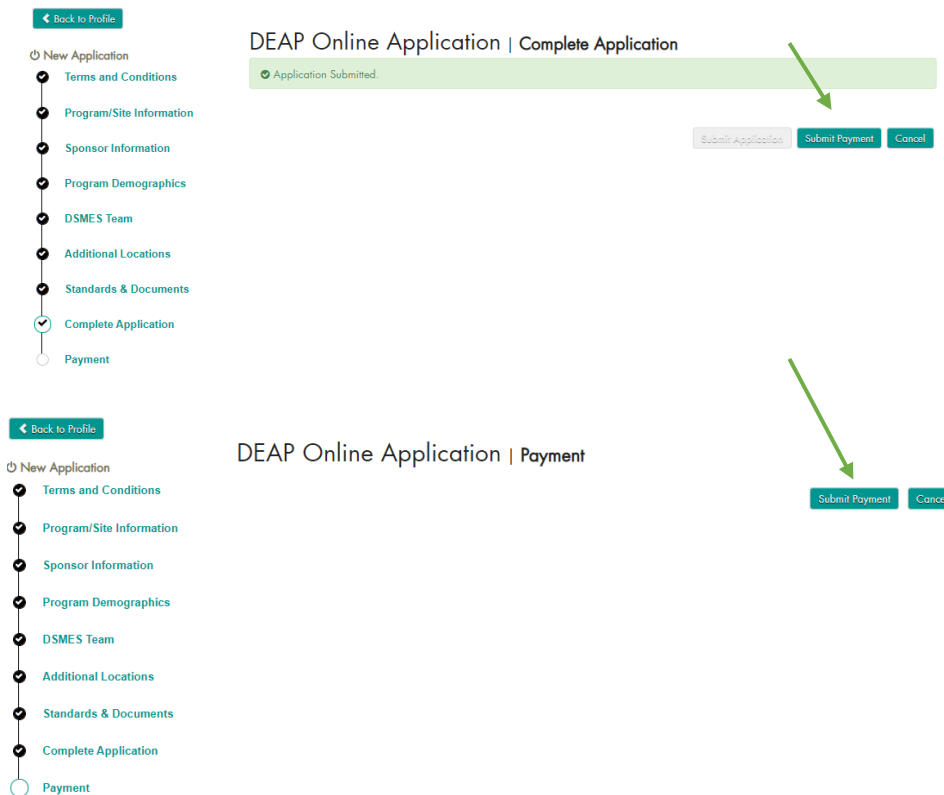 Back to Profile
New Application
Terms and Conditions
Program/Site Information
Sponsor Information
Program Demographics
DSMES Team
Additional Locations
Standards & Documents
Complete Application
Payment
DEAP Online Application | Complete Application
Application Submitted.
Submit Application Submit Payment Cancel
Back to Profile
New Application
Terms and Conditions
Program/Site Information
Sponsor Information
Program Demographics
DSMES Team
Additional Locations
Standards & Documents
Complete Application
Payment
DEAP Online Application | Payment
Submit Payment Cance